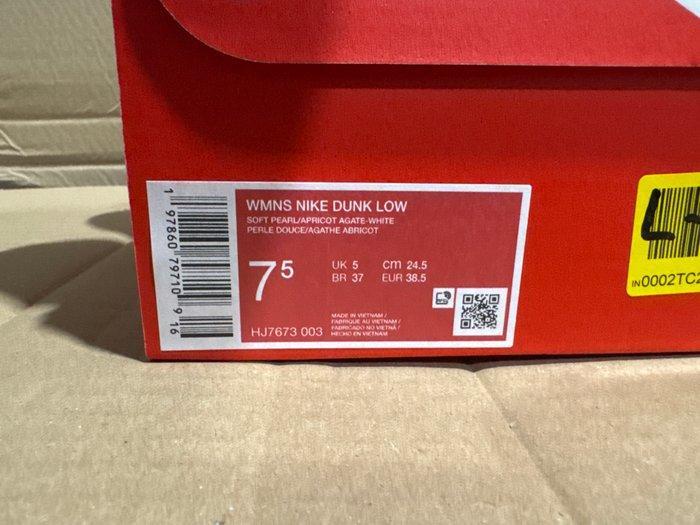 WMNS NIKE DUNK LOW
SOFT PEARL/APRICOT AGATE-WHITE
PERLE DOUCE/AGATHE ABRICOT
7 5
UK 5 cm 24.5
BR 37 EUR 38.5
MADE IN VIETNAM /
FABRIQUÉ AU VIETNAM /
FABRICADO NO VIETNÃ /
HECHO EN VIETNAM
HJ7673 003
1 97860 79710 9 16
L
IN0002TC2